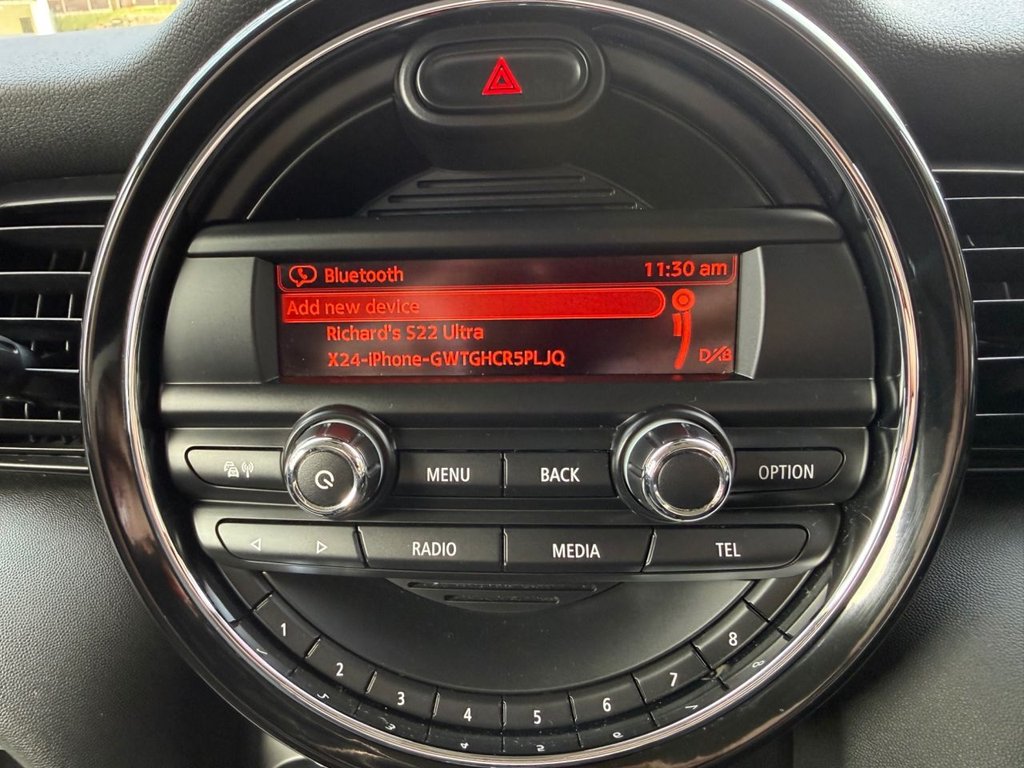 Bluetooth 11:30 am
Add new device
Richard's S22 Ultra
X24-iPhone-GWTGHCR5PLJQ
MENU BACK OPTION
RADIO MEDIA TEL
1 2 3 4 5 6 7 8